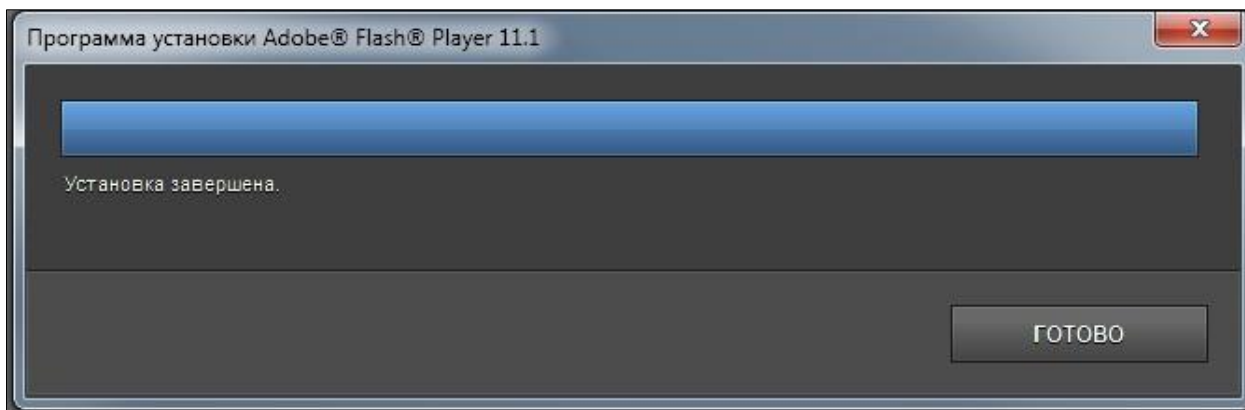 Программа установки Adobe® Flash® Player 11.1
Установка завершена.
ГОТОВО